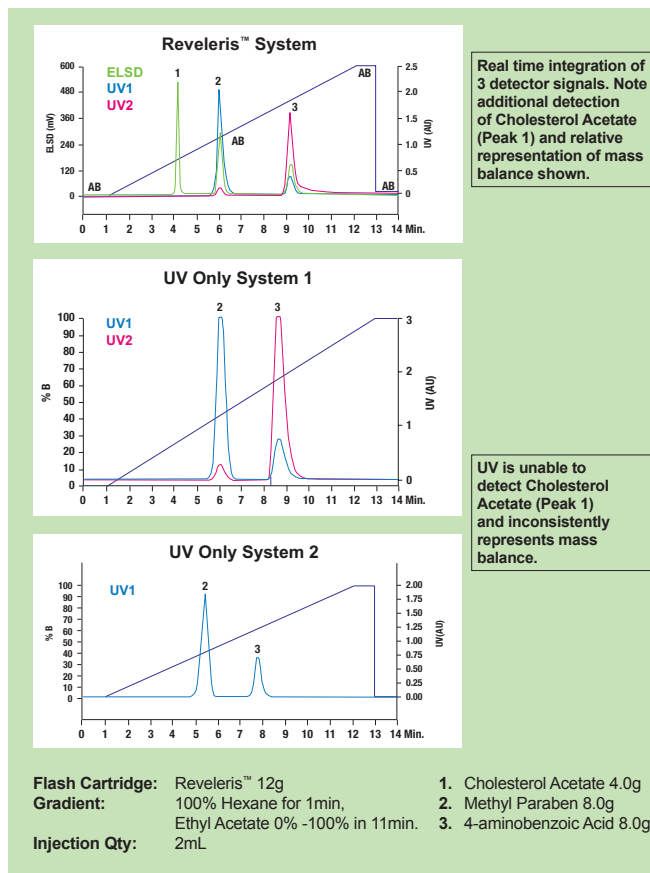 Reveleris™ System
ELSD
UV1
UV2
1
2
3
AB
AB
AB
AB
600
480
360
240
120
0
ELSD (mV)
2.5
2.0
1.5
1.0
0.5
0
UV (AU)
0 1 2 3 4 5 6 7 8 9 10 11 12 13 14 Min.
Real time integration of
3 detector signals. Note
additional detection
of Cholesterol Acetate
(Peak 1) and relative
representation of mass
balance shown.
UV Only System 1
UV1
UV2
2
3
100
90
80
70
60
50
40
30
20
10
0
% B
3
2
1
0
UV (AU)
0 1 2 3 4 5 6 7 8 9 10 11 12 13 14 Min.
UV is unable to
detect Cholesterol
Acetate (Peak 1)
and inconsistently
represents mass
balance.
UV Only System 2
UV1
2
3
100
90
80
70
60
50
40
30
20
10
0
% B
2.00
1.75
1.50
1.25
1.00
0.75
0.50
0.25
0.00
UV(AU)
0 1 2 3 4 5 6 7 8 9 10 11 12 13 14 Min.
Flash Cartridge: Reveleris™ 12g
Gradient: 100% Hexane for 1min,
Ethyl Acetate 0% -100% in 11min.
Injection Qty: 2mL
1. Cholesterol Acetate 4.0g
2. Methyl Paraben 8.0g
3. 4-aminobenzoic Acid 8.0g